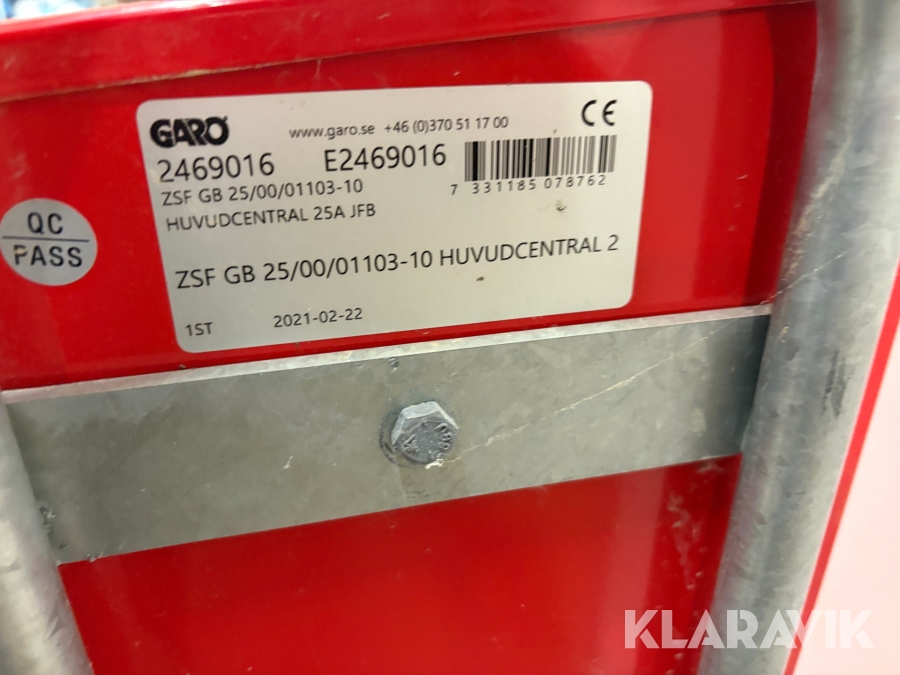 GARO
www.garo.se +46 (0)370 51 17 00
CE
2469016 E2469016
ZSF GB 25/00/01103-10
7 331185 078762
HUVUDCENTRAL 25A JFB
QC
PASS
ZSF GB 25/00/01103-10 HUVUDCENTRAL 2
1ST 2021-02-22
KLARAVIK